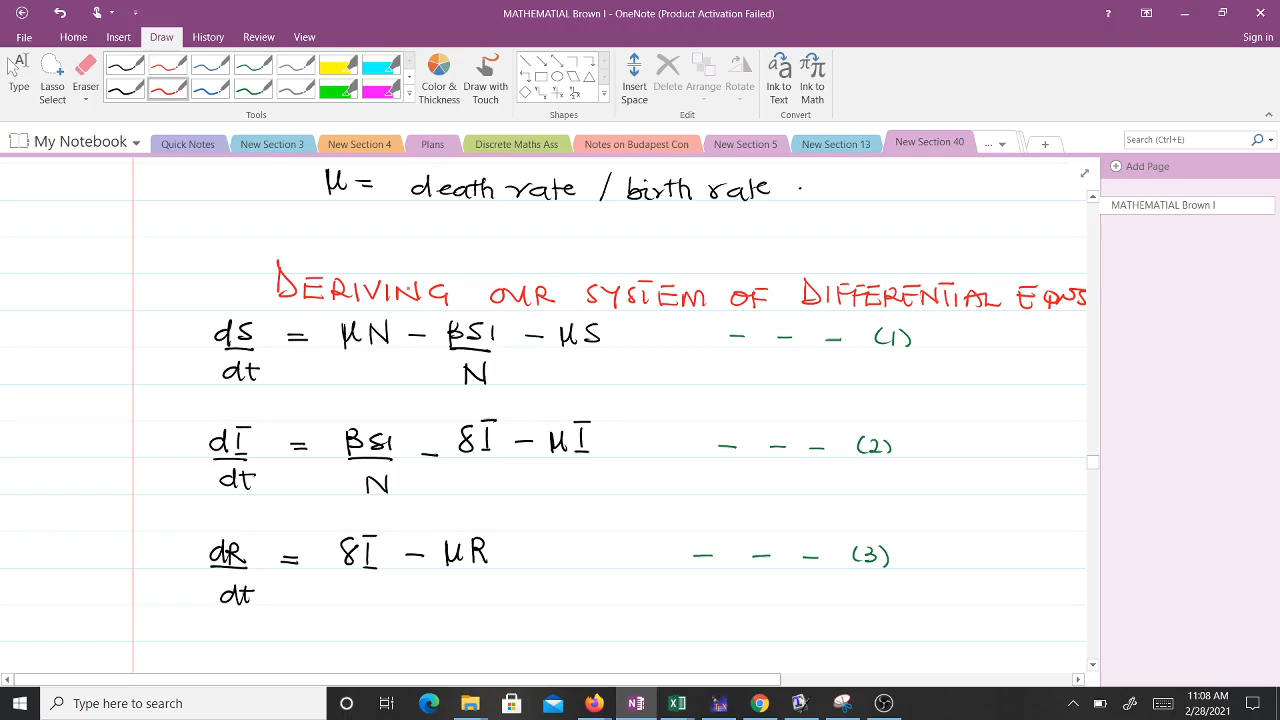 MATHEMATIAL Brown I - OneNote (Product Activation Failed)
File Home Insert Draw History Review View Sign in
Type Lasso Select Eraser Color & Thickness Draw with Touch Insert Space Delete Arrange Rotate Ink to Text Ink to Math
Tools Shapes Edit Convert
My Notebook Quick Notes New Section 3 New Section 4 Plans Discrete Maths Ass Notes on Budapest Con New Section 5 New Section 13 New Section 40 ... Search (Ctrl+E)
Add Page
MATHEMATIAL Brown I
μ = death rate / birth rate .
DERIVING OUR SYSTEM OF DIFFERENTIAL EQNS
dS/dt = μN - βSI/N - μS - - - (1)
dI/dt = βSI/N - δI - μI - - - (2)
dR/dt = δI - μR - - - (3)
Type here to search
11:08 AM
2/28/2021